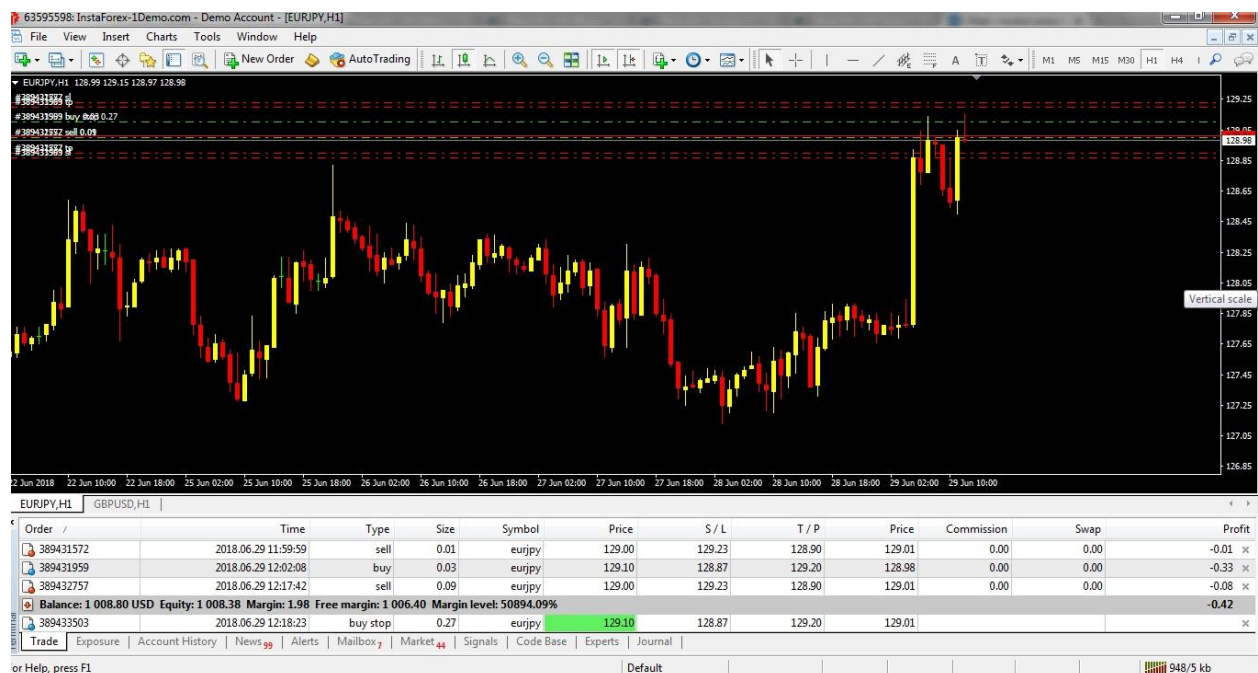 63595598: InstaForex-1Demo.com - Demo Account - [EURJPY,H1]
File View Insert Charts Tools Window Help
New Order AutoTrading A T M1 M5 M15 M30 H1 H4
EURJPY,H1 128.99 129.15 128.97 128.98
buy 0.27
sell 0.09
129.25
129.05
128.98
128.85
128.65
128.45
128.25
128.05
Vertical scale
127.85
127.65
127.45
127.25
127.05
126.85
22 Jun 2018 22 Jun 10:00 22 Jun 18:00 25 Jun 02:00 25 Jun 10:00 25 Jun 18:00 26 Jun 02:00 26 Jun 10:00 26 Jun 18:00 27 Jun 02:00 27 Jun 10:00 27 Jun 18:00 28 Jun 02:00 28 Jun 10:00 28 Jun 18:00 29 Jun 02:00 29 Jun 10:00
EURJPY,H1 GBPUSD,H1
Order / Time Type Size Symbol Price S / L T / P Price Commission Swap Profit
389431572 2018.06.29 11:59:59 sell 0.01 eurjpy 129.00 129.23 128.90 129.01 0.00 0.00 -0.01
389431959 2018.06.29 12:02:08 buy 0.03 eurjpy 129.10 128.87 129.20 128.98 0.00 0.00 -0.33
389432757 2018.06.29 12:17:42 sell 0.09 eurjpy 129.00 129.23 128.90 129.01 0.00 0.00 -0.08
Balance: 1 008.80 USD Equity: 1 008.38 Margin: 1.98 Free margin: 1 006.40 Margin level: 50894.09% -0.42
389433503 2018.06.29 12:18:23 buy stop 0.27 eurjpy 129.10 128.87 129.20 129.01
Trade Exposure Account History News 99 Alerts Mailbox 7 Market 44 Signals Code Base Experts Journal
or Help, press F1 Default 948/5 kb